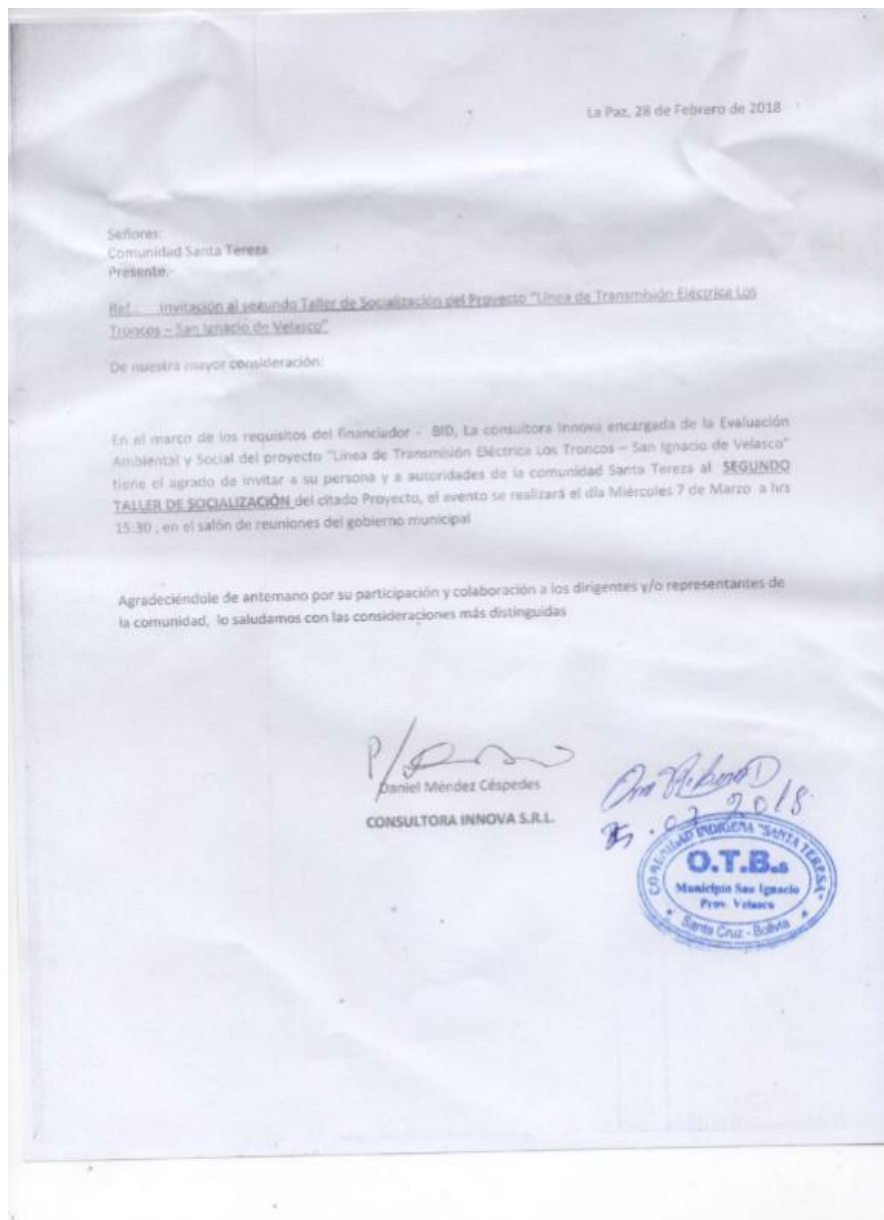 La Paz, 28 de Febrero de 2018
Señores:
Comunidad Santa Tereza
Presente.-
Ref.: Invitación al segundo Taller de Socialización del Proyecto "Línea de Transmisión Eléctrica Los
Troncos – San Ignacio de Velasco"
De nuestra mayor consideración:
En el marco de los requisitos del financiador - BID, La consultora Innova encargada de la Evaluación
Ambiental y Social del proyecto "Línea de Transmisión Eléctrica Los Troncos – San Ignacio de Velasco"
tiene el agrado de invitar a su persona y a autoridades de la comunidad Santa Tereza al SEGUNDO
TALLER DE SOCIALIZACIÓN del citado Proyecto, el evento se realizará el día Miércoles 7 de Marzo a hrs
15:30 , en el salón de reuniones del gobierno municipal
Agradeciéndole de antemano por su participación y colaboración a los dirigentes y/o representantes de
la comunidad, lo saludamos con las consideraciones más distinguidas
P/
Daniel Méndez Céspedes
CONSULTORA INNOVA S.R.L.
2018
COMUNIDAD INDIGENA "SANTA TERESA"
O.T.B.s
Municipio San Ignacio
Prov. Velasco
Santa Cruz - Bolivia